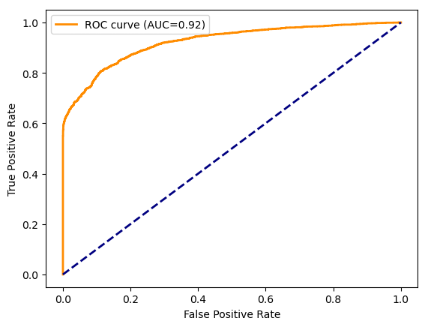 ROC curve (AUC=0.92)
True Positive Rate
1.0
0.8
0.6
0.4
0.2
0.0
0.0 0.2 0.4 0.6 0.8 1.0
False Positive Rate